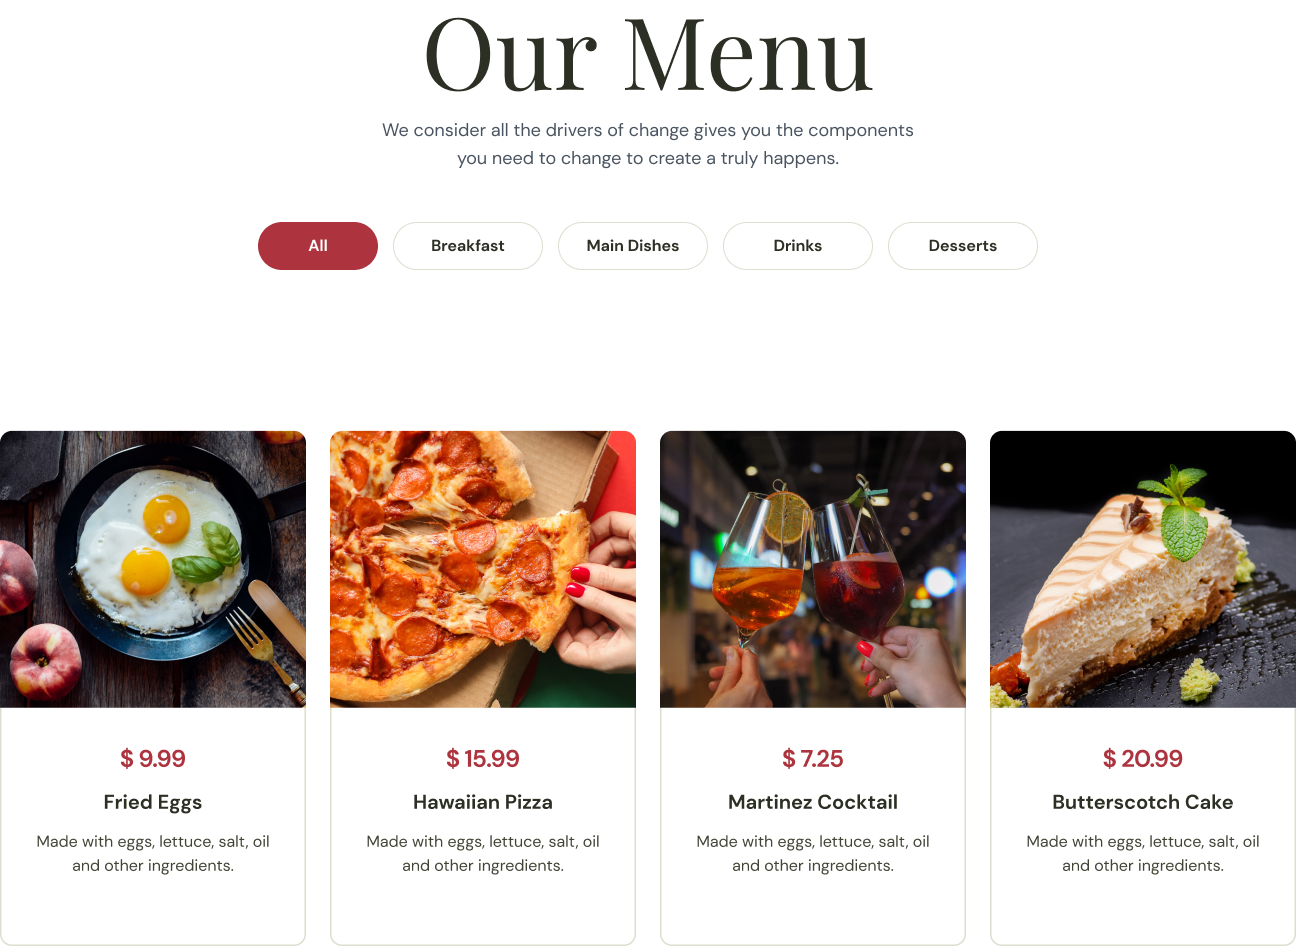 Our Menu
We consider all the drivers of change gives you the components
you need to change to create a truly happens.
All
Breakfast
Main Dishes
Drinks
Desserts
$ 9.99
Fried Eggs
Made with eggs, lettuce, salt, oil
and other ingredients.
$ 15.99
Hawaiian Pizza
Made with eggs, lettuce, salt, oil
and other ingredients.
$ 7.25
Martinez Cocktail
Made with eggs, lettuce, salt, oil
and other ingredients.
$ 20.99
Butterscotch Cake
Made with eggs, lettuce, salt, oil
and other ingredients.